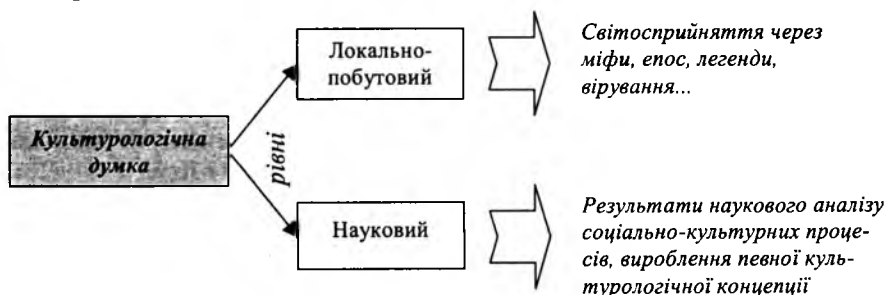 Культурологічна
думка
рівні
Локально-
побутовий
Світосприйняття через
міфи, епос, легенди,
вірування...
Науковий
Результати наукового аналізу
соціально-культурних проце-
сів, вироблення певної куль-
турологічної концепції